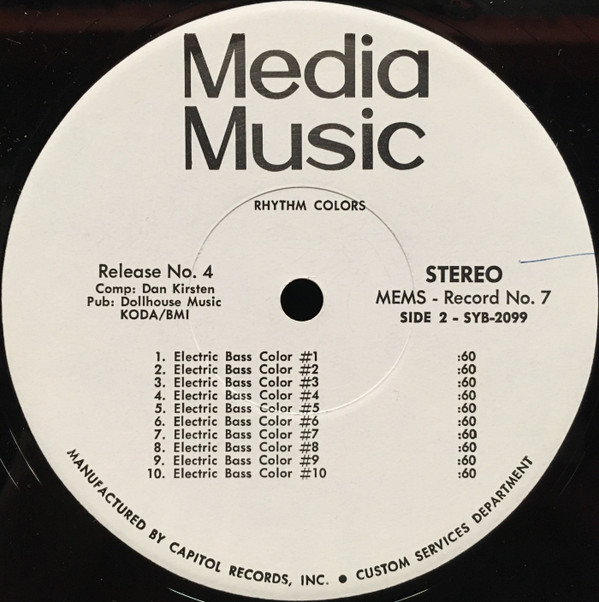 Media
Music
RHYTHM COLORS
Release No. 4
Comp: Dan Kirsten
Pub: Dollhouse Music
KODA/BMI
STEREO
MEMS - Record No. 7
SIDE 2 - SYB-2099
1. Electric Bass Color #1 :60
2. Electric Bass Color #2 :60
3. Electric Bass Color #3 :60
4. Electric Bass Color #4 :60
5. Electric Bass Color #5 :60
6. Electric Bass Color #6 :60
7. Electric Bass Color #7 :60
8. Electric Bass Color #8 :60
9. Electric Bass Color #9 :60
10. Electric Bass Color #10 :60
MANUFACTURED BY CAPITOL RECORDS, INC. ● CUSTOM SERVICES DEPARTMENT